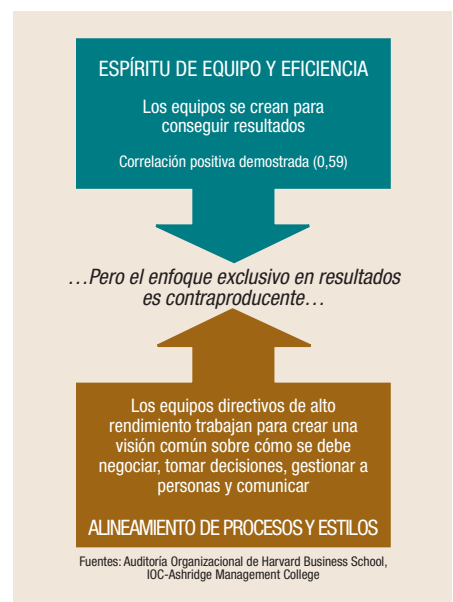 ESPÍRITU DE EQUIPO Y EFICIENCIA
Los equipos se crean para
conseguir resultados
Correlación positiva demostrada (0,59)
…Pero el enfoque exclusivo en resultados
es contraproducente…
Los equipos directivos de alto
rendimiento trabajan para crear una
visión común sobre cómo se debe
negociar, tomar decisiones, gestionar a
personas y comunicar
ALINEAMIENTO DE PROCESOS Y ESTILOS
Fuentes: Auditoría Organizacional de Harvard Business School,
IOC-Ashridge Management College